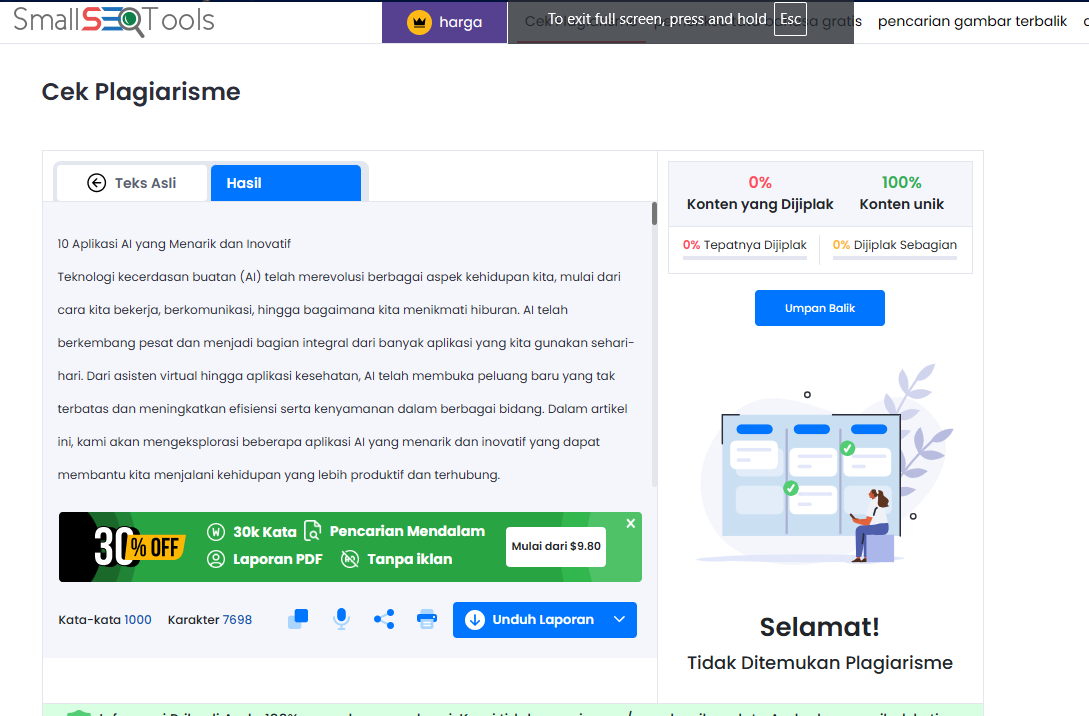 SmallSEOTools
harga
To exit full screen, press and hold Esc
gratis
pencarian gambar terbalik
Cek Plagiarisme
Teks Asli
Hasil
10 Aplikasi AI yang Menarik dan Inovatif
Teknologi kecerdasan buatan (AI) telah merevolusi berbagai aspek kehidupan kita, mulai dari
cara kita bekerja, berkomunikasi, hingga bagaimana kita menikmati hiburan. AI telah
berkembang pesat dan menjadi bagian integral dari banyak aplikasi yang kita gunakan sehari-
hari. Dari asisten virtual hingga aplikasi kesehatan, AI telah membuka peluang baru yang tak
terbatas dan meningkatkan efisiensi serta kenyamanan dalam berbagai bidang. Dalam artikel
ini, kami akan mengeksplorasi beberapa aplikasi AI yang menarik dan inovatif yang dapat
membantu kita menjalani kehidupan yang lebih produktif dan terhubung.
30% OFF
30k Kata
Pencarian Mendalam
Laporan PDF
Tanpa iklan
Mulai dari $9.80
X
Kata-kata 1000
Karakter 7698
Unduh Laporan
0%
Konten yang Dijiplak
100%
Konten unik
0% Tepatnya Dijiplak
0% Dijiplak Sebagian
Umpan Balik
Selamat!
Tidak Ditemukan Plagiarisme